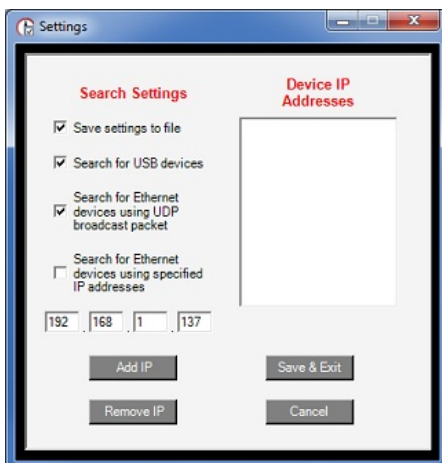 Settings
Search Settings
Device IP
Addresses
Save settings to file
Search for USB devices
Search for Ethernet
devices using UDP
broadcast packet
Search for Ethernet
devices using specified
IP addresses
192 . 168 . 1 . 137
Add IP
Save & Exit
Remove IP
Cancel